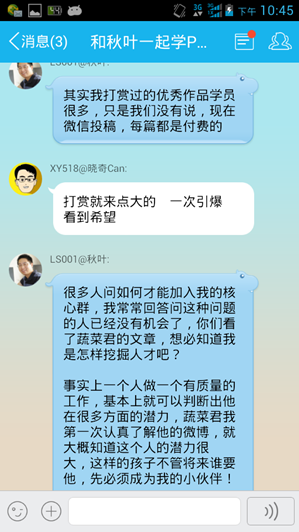 3G
下午 10:45
消息(3)
和秋叶一起学P...
LS001@秋叶:
其实我打赏过的优秀作品学员
很多，只是我们没有说，现在
微信投稿，每篇都是付费的
XY518@晓奇Can:
打赏就来点大的　一次引爆
看到希望
LS001@秋叶:
很多人问如何才能加入我的核
心群，我常常回答问这种问题
的人已经没有机会了，你们看
了蔬菜君的文章，想必知道我
是怎样挖掘人才吧？
事实上一个人做一个有质量的
工作，基本上就可以判断出他
在很多方面的潜力，蔬菜君我
第一次认真了解他的微博，就
大概知道这个人的潜力很
大，这样的孩子不管将来谁要
他，先必须成为我的小伙伴！